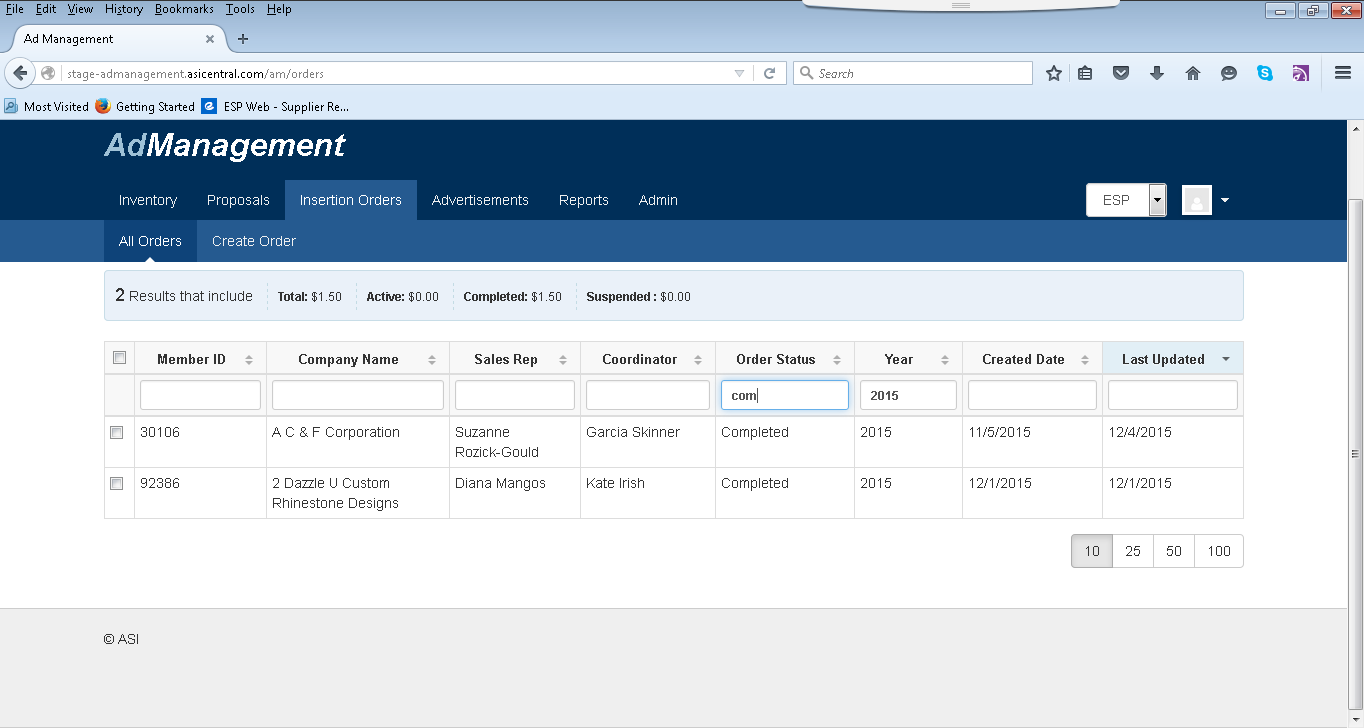 File Edit View History Bookmarks Tools Help
Ad Management
stage-admanagement.asicentral.com/am/orders Search
Most Visited Getting Started ESP Web - Supplier Re...
AdManagement
Inventory Proposals Insertion Orders Advertisements Reports Admin ESP
All Orders Create Order
2 Results that include Total: $1.50 Active: $0.00 Completed: $1.50 Suspended : $0.00
Member ID Company Name Sales Rep Coordinator Order Status Year Created Date Last Updated
com 2015
30106 A C & F Corporation Suzanne Garcia Skinner Completed 2015 11/5/2015 12/4/2015
Rozick-Gould
92386 2 Dazzle U Custom Diana Mangos Kate Irish Completed 2015 12/1/2015 12/1/2015
Rhinestone Designs
10 25 50 100
© ASI